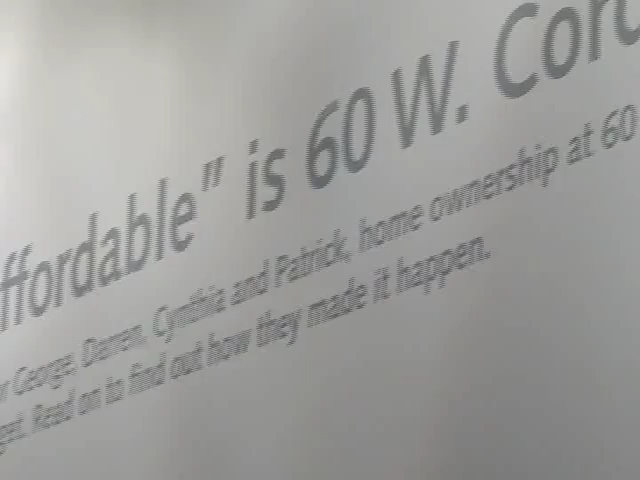 ffordable" is 60 W. Cord
r George, Darren, Cynthia and Patrick, home ownership at 60
get. Read on to find out how they made it happen.